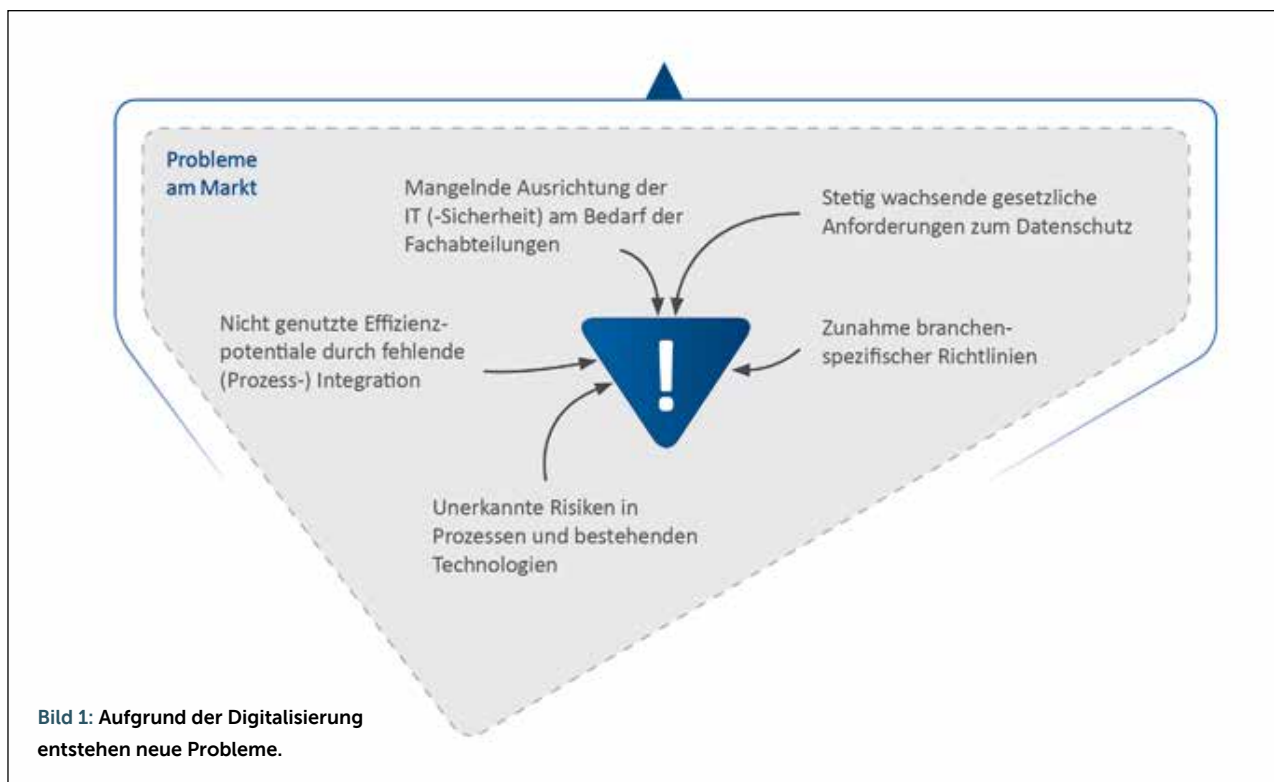 Probleme
am Markt
Mangelnde Ausrichtung der
IT (-Sicherheit) am Bedarf der
Fachabteilungen
Stetig wachsende gesetzliche
Anforderungen zum Datenschutz
Nicht genutzte Effizienz-
potentiale durch fehlende
(Prozess-) Integration
!
Zunahme branchen-
spezifischer Richtlinien
Unerkannte Risiken in
Prozessen und bestehenden
Technologien
Bild 1: Aufgrund der Digitalisierung
entstehen neue Probleme.